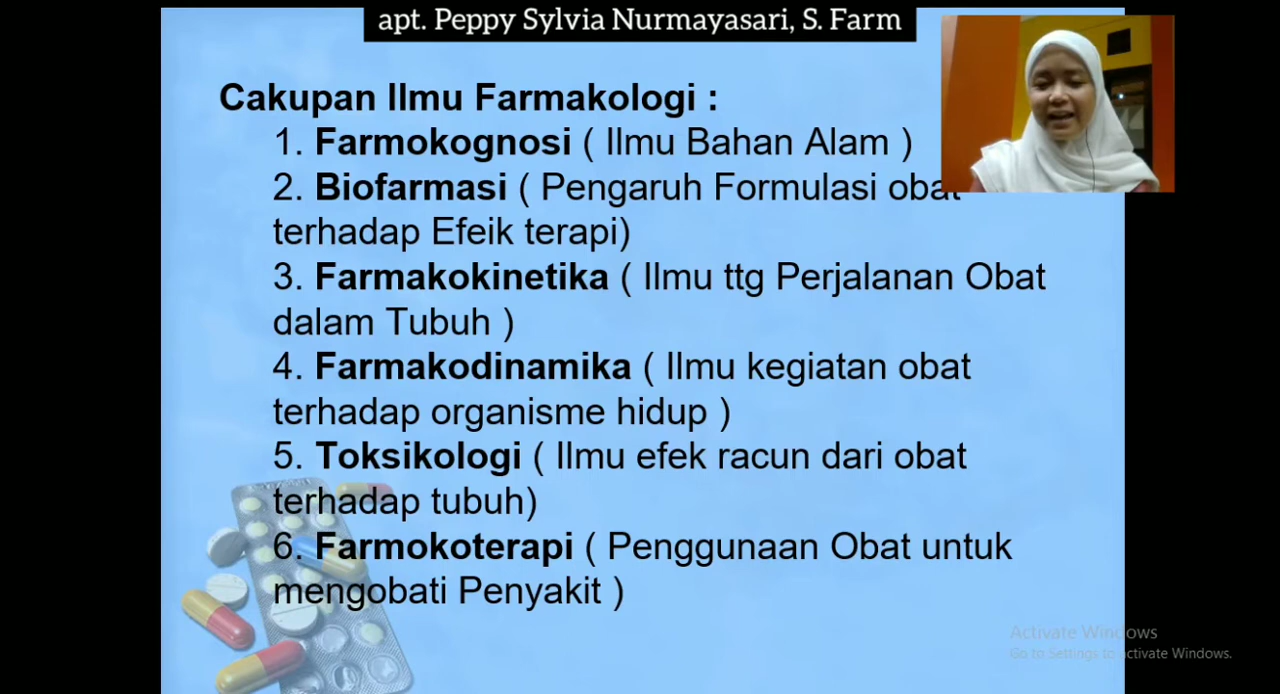 apt. Peppy Sylvia Nurmayasari, S. Farm
Cakupan Ilmu Farmakologi :
1. Farmokognosi ( Ilmu Bahan Alam )
2. Biofarmasi ( Pengaruh Formulasi obat
terhadap Efeik terapi)
3. Farmakokinetika ( Ilmu ttg Perjalanan Obat
dalam Tubuh )
4. Farmakodinamika ( Ilmu kegiatan obat
terhadap organisme hidup )
5. Toksikologi ( Ilmu efek racun dari obat
terhadap tubuh)
6. Farmokoterapi ( Penggunaan Obat untuk
mengobati Penyakit )
Activate Windows
Go to Settings to activate Windows.